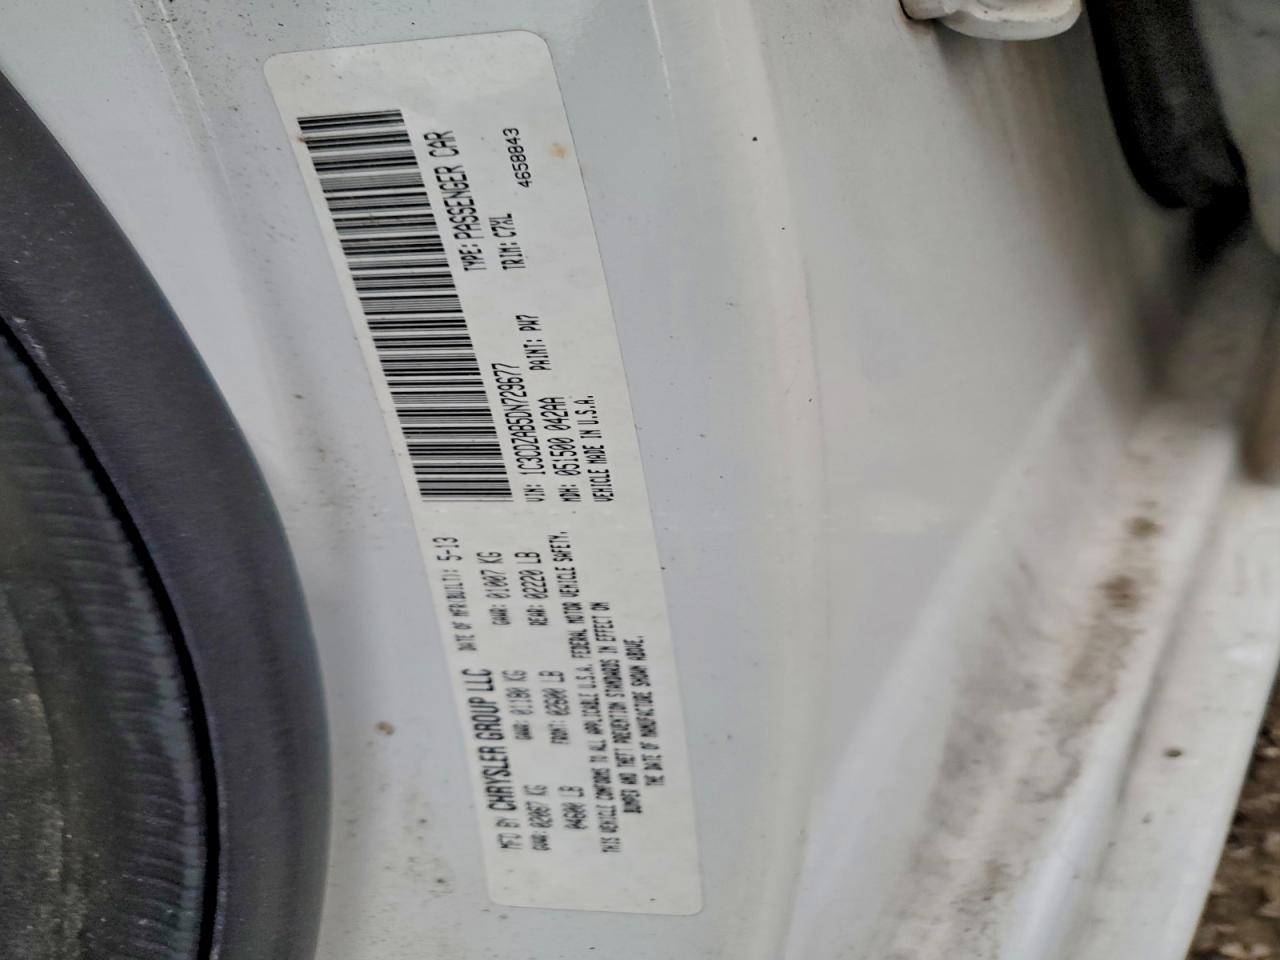 MFD BY CHRYSLER GROUP LLC DATE OF MFR(BUILT): 5-13
GVWR: 02087 KG GAWR: 01180 KG GAWR: 01007 KG
04600 LB FRONT: 02600 LB REAR: 02220 LB
THIS VEHICLE CONFORMS TO ALL APPLICABLE U.S.A. FEDERAL MOTOR VEHICLE SAFETY,
BUMPER AND THEFT PREVENTION STANDARDS IN EFFECT ON
THE DATE OF MANUFACTURE SHOWN ABOVE.
VIN: 1C3CDZAB5DN729677 TYPE: PASSENGER CAR
MDH: 051500 042AA PAINT: PW7 TRIM: C7XL
VEHICLE MADE IN U.S.A. 4658843